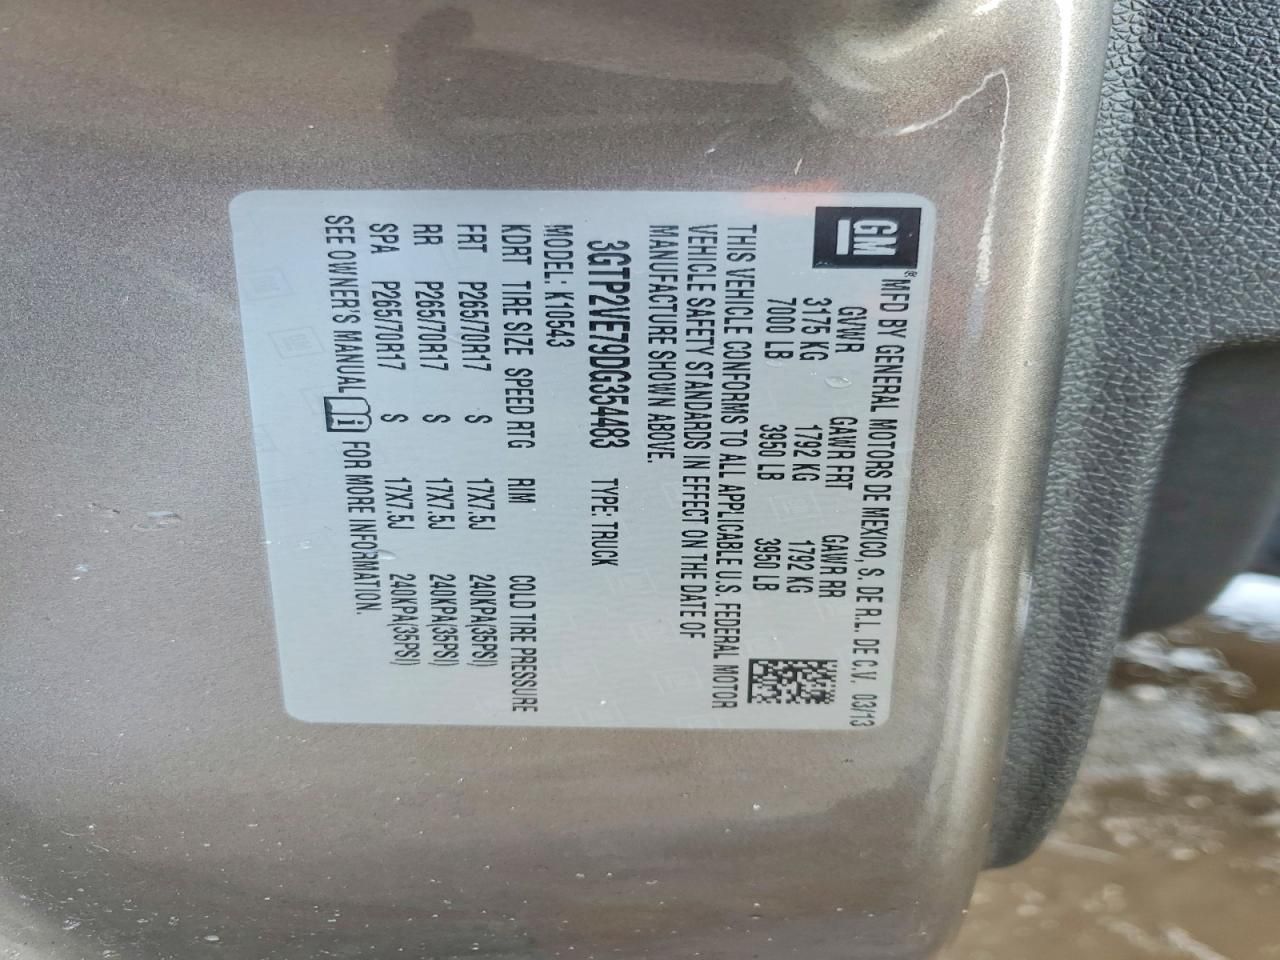 GM ® MFD BY GENERAL MOTORS DE MEXICO, S. DE R.L. DE C.V. 03/13
GVWR GAWR FRT GAWR RR
3175 KG 1792 KG 1792 KG
7000 LB 3950 LB 3950 LB
THIS VEHICLE CONFORMS TO ALL APPLICABLE U.S. FEDERAL MOTOR
VEHICLE SAFETY STANDARDS IN EFFECT ON THE DATE OF
MANUFACTURE SHOWN ABOVE.
3GTP2VE79DG354483 TYPE: TRUCK
MODEL: K10543
KDRT TIRE SIZE SPEED RTG RIM COLD TIRE PRESSURE
FRT P265/70R17 S 17X7.5J 240KPA(35PSI)
RR P265/70R17 S 17X7.5J 240KPA(35PSI)
SPA P265/70R17 S 17X7.5J 240KPA(35PSI)
SEE OWNER'S MANUAL i FOR MORE INFORMATION.